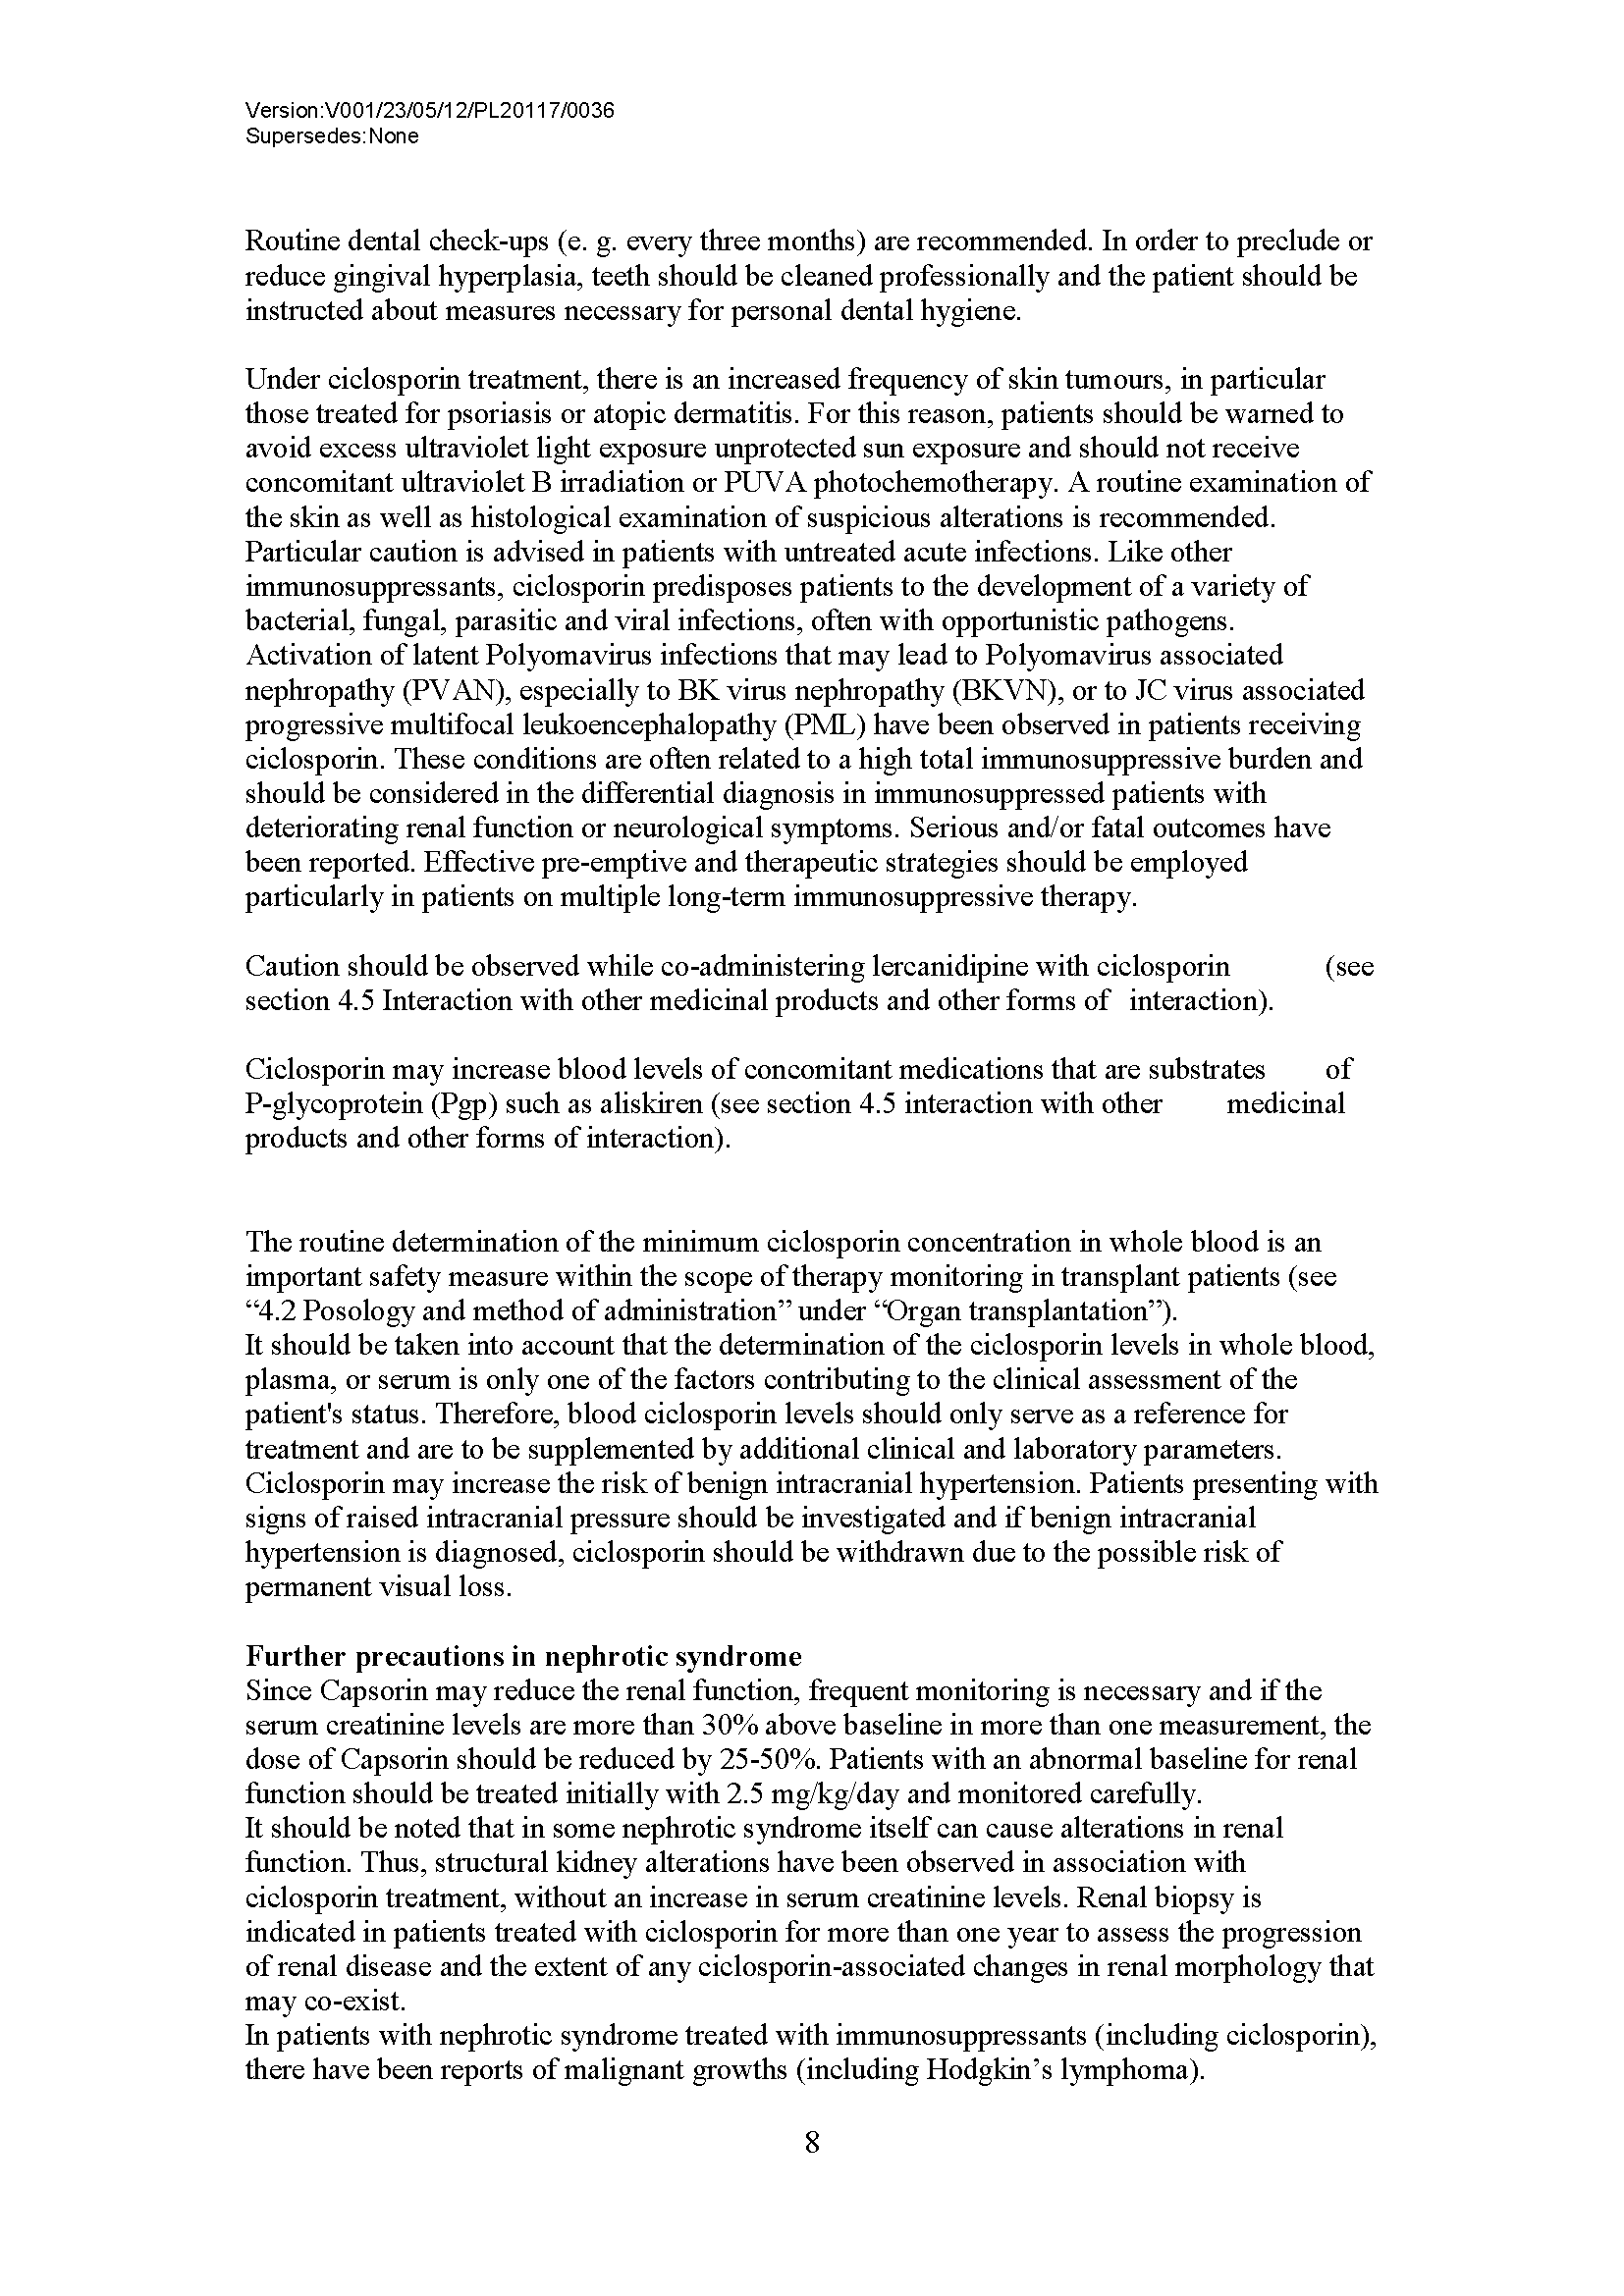 Version:V001/23/05/12/PL20117/0036
Supersedes:None
Routine dental check-ups (e. g. every three months) are recommended. In order to preclude or
reduce gingival hyperplasia, teeth should be cleaned professionally and the patient should be
instructed about measures necessary for personal dental hygiene.
Under ciclosporin treatment, there is an increased frequency of skin tumours, in particular
those treated for psoriasis or atopic dermatitis. For this reason, patients should be warned to
avoid excess ultraviolet light exposure unprotected sun exposure and should not receive
concomitant ultraviolet B irradiation or PUVA photochemotherapy. A routine examination of
the skin as well as histological examination of suspicious alterations is recommended.
Particular caution is advised in patients with untreated acute infections. Like other
immunosuppressants, ciclosporin predisposes patients to the development of a variety of
bacterial, fungal, parasitic and viral infections, often with opportunistic pathogens.
Activation of latent Polyomavirus infections that may lead to Polyomavirus associated
nephropathy (PVAN), especially to BK virus nephropathy (BKVN), or to JC virus associated
progressive multifocal leukoencephalopathy (PML) have been observed in patients receiving
ciclosporin. These conditions are often related to a high total immunosuppressive burden and
should be considered in the differential diagnosis in immunosuppressed patients with
deteriorating renal function or neurological symptoms. Serious and/or fatal outcomes have
been reported. Effective pre-emptive and therapeutic strategies should be employed
particularly in patients on multiple long-term immunosuppressive therapy.
Caution should be observed while co-administering lercanidipine with ciclosporin (see
section 4.5 Interaction with other medicinal products and other forms of interaction).
Ciclosporin may increase blood levels of concomitant medications that are substrates of
P-glycoprotein (Pgp) such as aliskiren (see section 4.5 interaction with other medicinal
products and other forms of interaction).
The routine determination of the minimum ciclosporin concentration in whole blood is an
important safety measure within the scope of therapy monitoring in transplant patients (see
“4.2 Posology and method of administration” under “Organ transplantation”).
It should be taken into account that the determination of the ciclosporin levels in whole blood,
plasma, or serum is only one of the factors contributing to the clinical assessment of the
patient's status. Therefore, blood ciclosporin levels should only serve as a reference for
treatment and are to be supplemented by additional clinical and laboratory parameters.
Ciclosporin may increase the risk of benign intracranial hypertension. Patients presenting with
signs of raised intracranial pressure should be investigated and if benign intracranial
hypertension is diagnosed, ciclosporin should be withdrawn due to the possible risk of
permanent visual loss.
Further precautions in nephrotic syndrome
Since Capsorin may reduce the renal function, frequent monitoring is necessary and if the
serum creatinine levels are more than 30% above baseline in more than one measurement, the
dose of Capsorin should be reduced by 25-50%. Patients with an abnormal baseline for renal
function should be treated initially with 2.5 mg/kg/day and monitored carefully.
It should be noted that in some nephrotic syndrome itself can cause alterations in renal
function. Thus, structural kidney alterations have been observed in association with
ciclosporin treatment, without an increase in serum creatinine levels. Renal biopsy is
indicated in patients treated with ciclosporin for more than one year to assess the progression
of renal disease and the extent of any ciclosporin-associated changes in renal morphology that
may co-exist.
In patients with nephrotic syndrome treated with immunosuppressants (including ciclosporin),
there have been reports of malignant growths (including Hodgkin’s lymphoma).
8